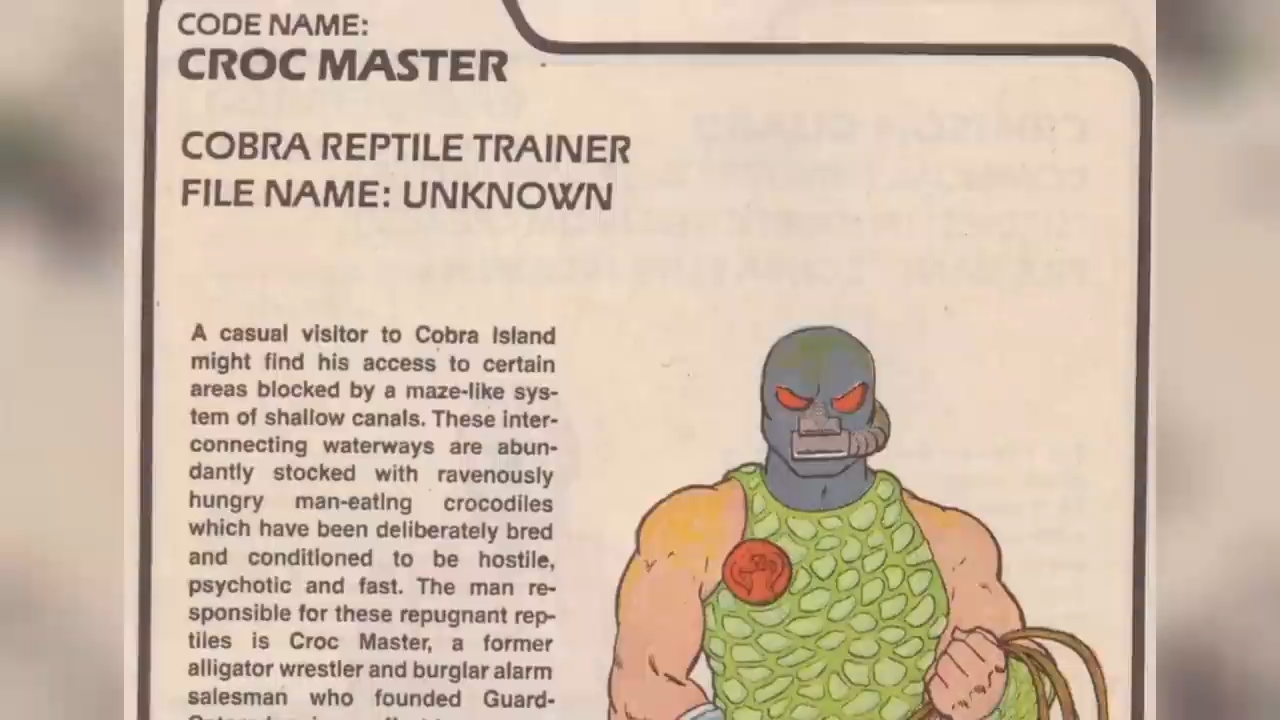 CODE NAME:
CROC MASTER
COBRA REPTILE TRAINER
FILE NAME: UNKNOWN
A casual visitor to Cobra Island
might find his access to certain
areas blocked by a maze-like sys-
tem of shallow canals. These inter-
connecting waterways are abun-
dantly stocked with ravenously
hungry man-eating crocodiles
which have been deliberately bred
and conditioned to be hostile,
psychotic and fast. The man re-
sponsible for these repugnant rep-
tiles is Croc Master, a former
alligator wrestler and burglar alarm
salesman who founded Guard-